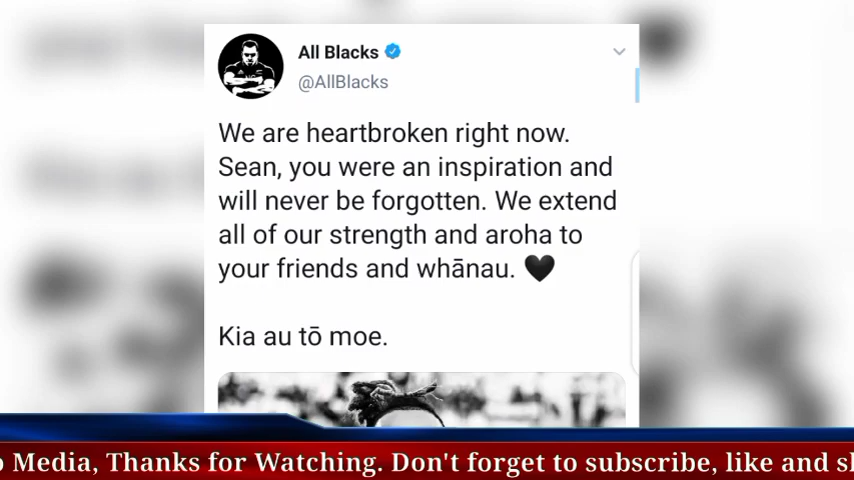 All Blacks
@AllBlacks
We are heartbroken right now.
Sean, you were an inspiration and
will never be forgotten. We extend
all of our strength and aroha to
your friends and whānau. 🖤
Kia au tō moe.
Media, Thanks for Watching. Don't forget to subscribe, like and